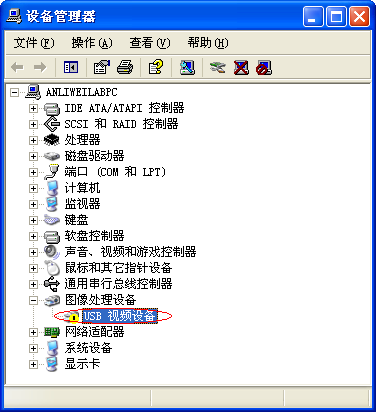 设备管理器
文件(F) 操作(A) 查看(V) 帮助(H)
ANLIWEILABPC
IDE ATA/ATAPI 控制器
SCSI 和 RAID 控制器
处理器
磁盘驱动器
端口 (COM 和 LPT)
计算机
监视器
键盘
软盘控制器
声音、视频和游戏控制器
鼠标和其它指针设备
通用串行总线控制器
图像处理设备
USB 视频设备
网络适配器
系统设备
显示卡